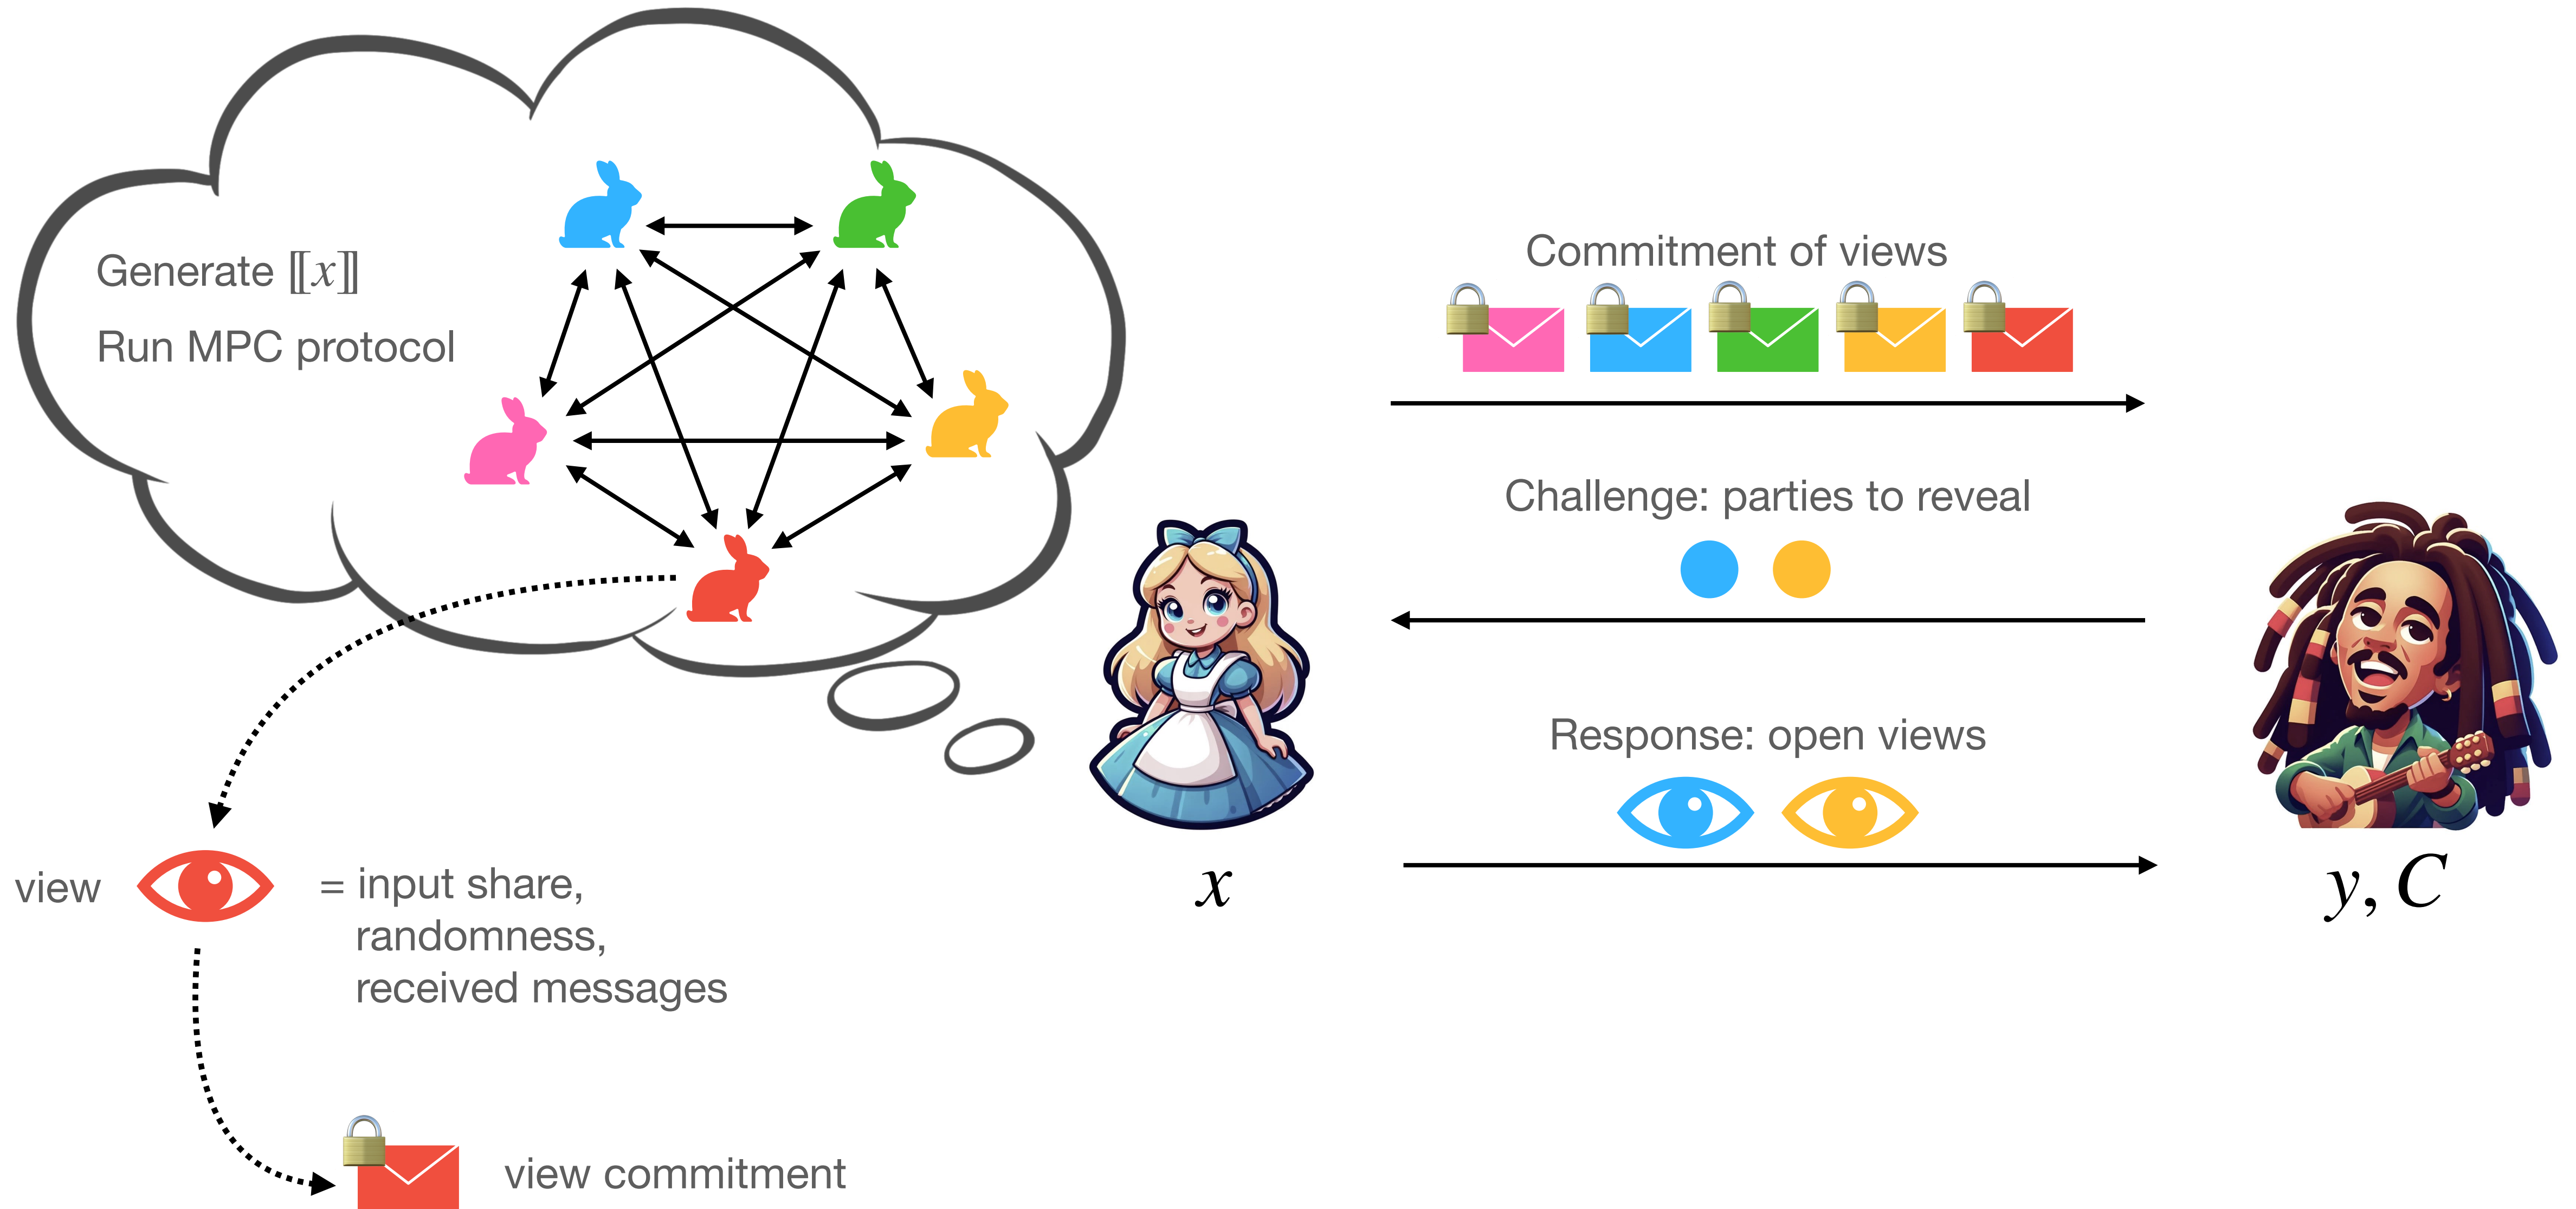 Generate ⟦x⟧
Run MPC protocol
Commitment of views
Challenge: parties to reveal
Response: open views
x
y, C
view
= input share,
randomness,
received messages
view commitment